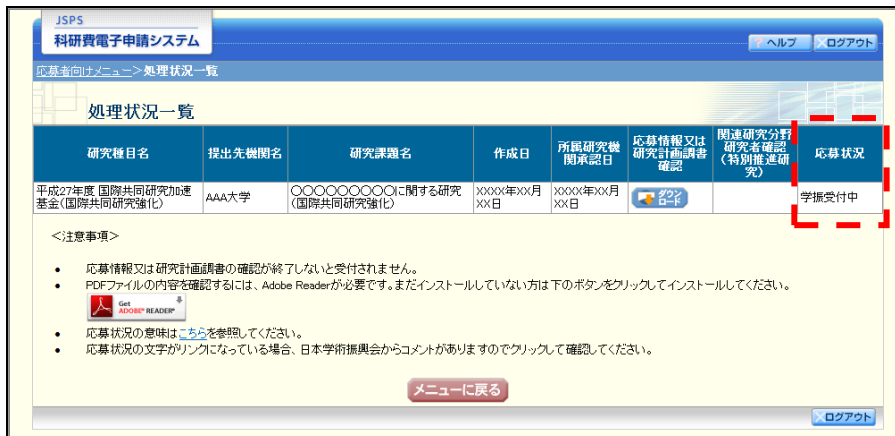 JSPS
科研費電子申請システム
? ヘルプ
ログアウト
応募者向けメニュー>処理状況一覧
処理状況一覧
研究種目名
提出先機関名
研究課題名
作成日
所属研究機
関承認日
応募情報又は
研究計画調書
確認
関連研究分野
研究者確認
(特別推進研
究)
応募状況
平成27年度 国際共同研究加速
基金(国際共同研究強化)
AAA大学
〇〇〇〇〇〇〇〇〇に関する研究
(国際共同研究強化)
XXXX年XX月
XX日
XXXX年XX月
XX日
ダウン
ロード
学振受付中
<注意事項>
• 応募情報又は研究計画調書の確認が終了しないと受付されません。
• PDFファイルの内容を確認するには、Adobe Readerが必要です。まだインストールしていない方は下のボタンをクリックしてインストールしてください。
Get
ADOBE® READER®
• 応募状況の意味はこちらを参照してください。
• 応募状況の文字がリンクになっている場合、日本学術振興会からコメントがありますのでクリックして確認してください。
メニューに戻る
ログアウト